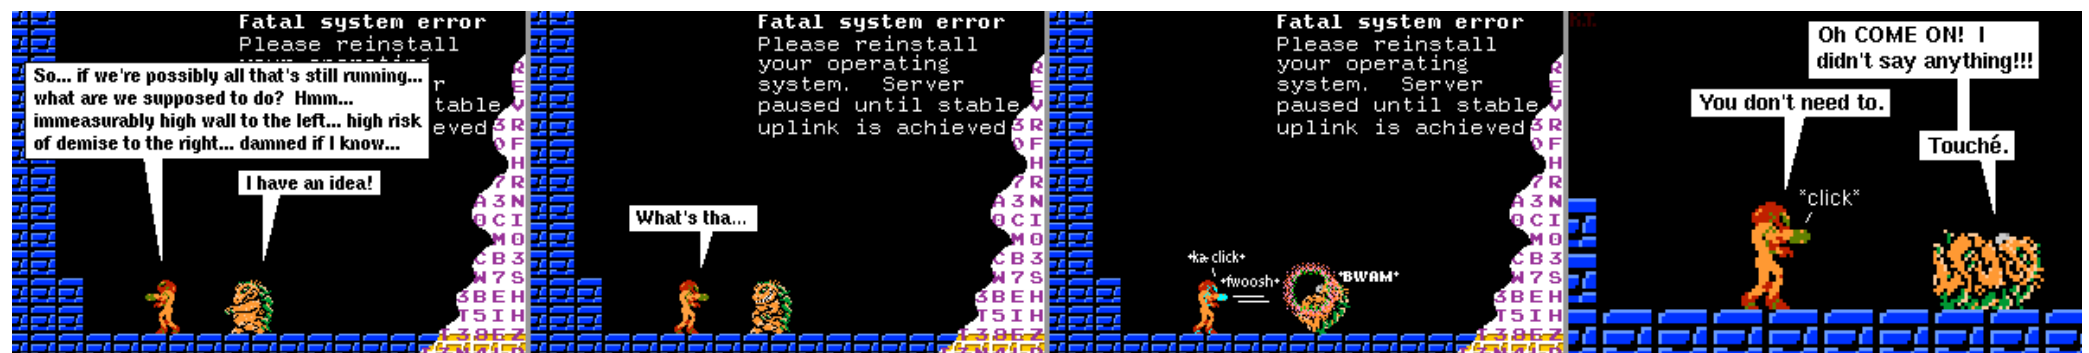 Fatal system error
Please reinstall
So... if we're possibly all that's still running...
what are we supposed to do? Hmm...
immeasurably high wall to the left... high risk
of demise to the right... damned if I know...
table
eved
I have an idea!
Fatal system error
Please reinstall
your operating
system. Server
paused until stable
uplink is achieved
What's tha...
Fatal system error
Please reinstall
your operating
system. Server
paused until stable
uplink is achieved
*ka-click*
*fwoosh*
*BWAM*
Oh COME ON! I
didn't say anything!!!
You don't need to.
Touché.
*click*